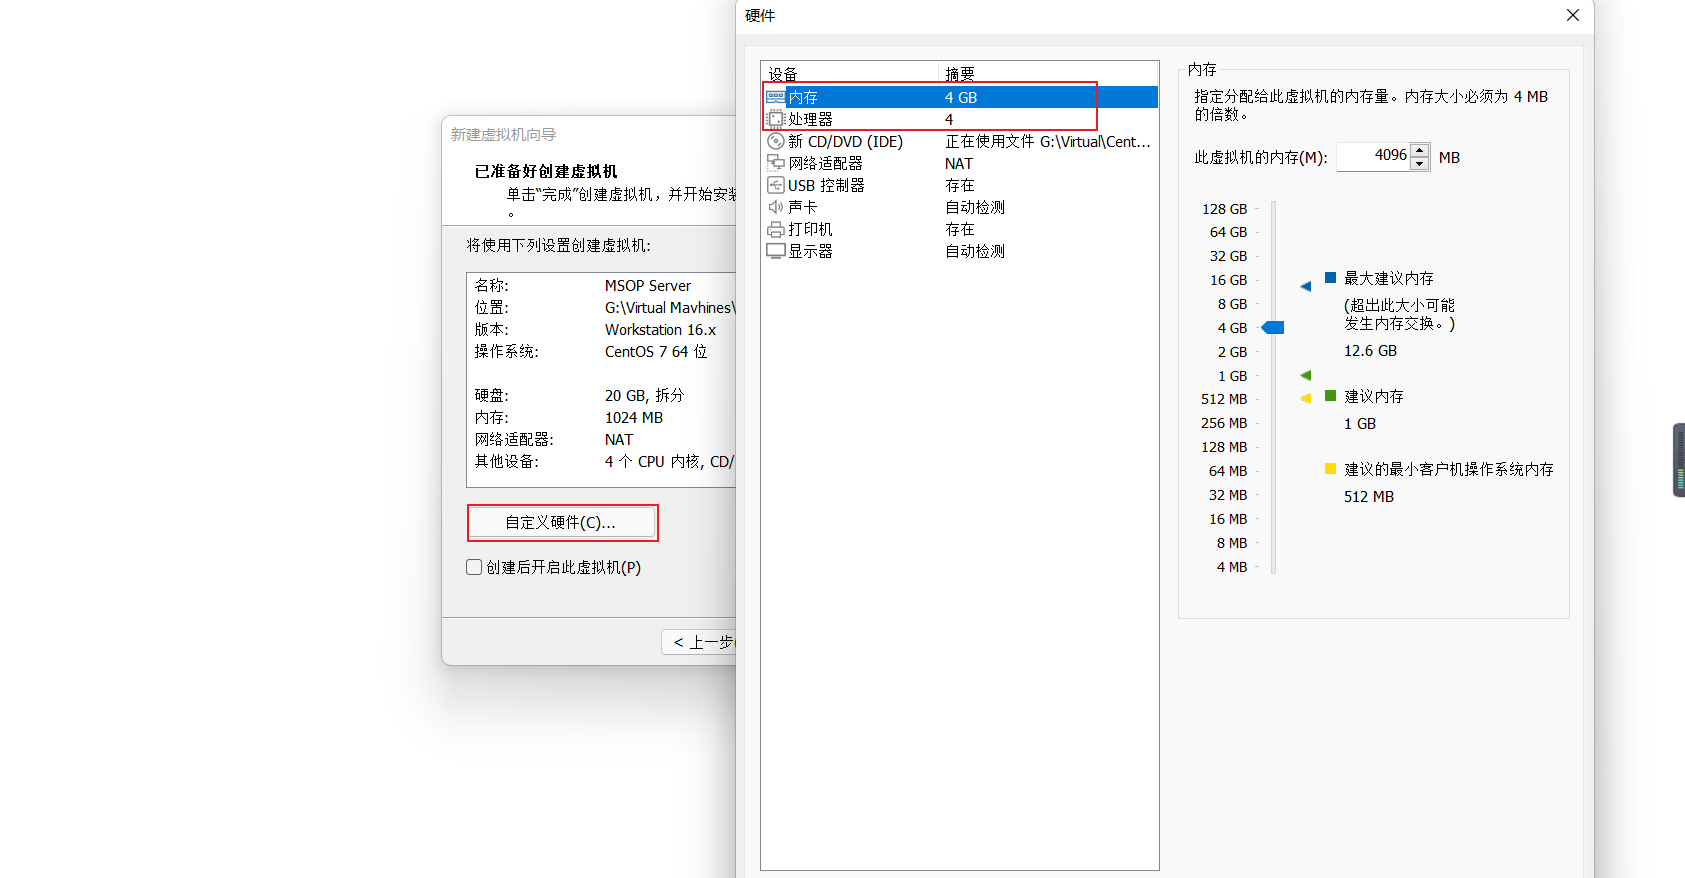 新建虚拟机向导
已准备好创建虚拟机
单击“完成”创建虚拟机，并开始安装
。
将使用下列设置创建虚拟机:
名称: MSOP Server
位置: G:\Virtual Mavhines\
版本: Workstation 16.x
操作系统: CentOS 7 64 位
硬盘: 20 GB, 拆分
内存: 1024 MB
网络适配器: NAT
其他设备: 4 个 CPU 内核, CD/
自定义硬件(C)...
创建后开启此虚拟机(P)
< 上一步(
硬件
设备 摘要
内存 4 GB
处理器 4
新 CD/DVD (IDE) 正在使用文件 G:\Virtual\Cent...
网络适配器 NAT
USB 控制器 存在
声卡 自动检测
打印机 存在
显示器 自动检测
内存
指定分配给此虚拟机的内存量。内存大小必须为 4 MB
的倍数。
此虚拟机的内存(M): 4096 MB
128 GB
64 GB
32 GB
16 GB
8 GB
4 GB
2 GB
1 GB
512 MB
256 MB
128 MB
64 MB
32 MB
16 MB
8 MB
4 MB
最大建议内存
(超出此大小可能
发生内存交换。)
12.6 GB
建议内存
1 GB
建议的最小客户机操作系统内存
512 MB